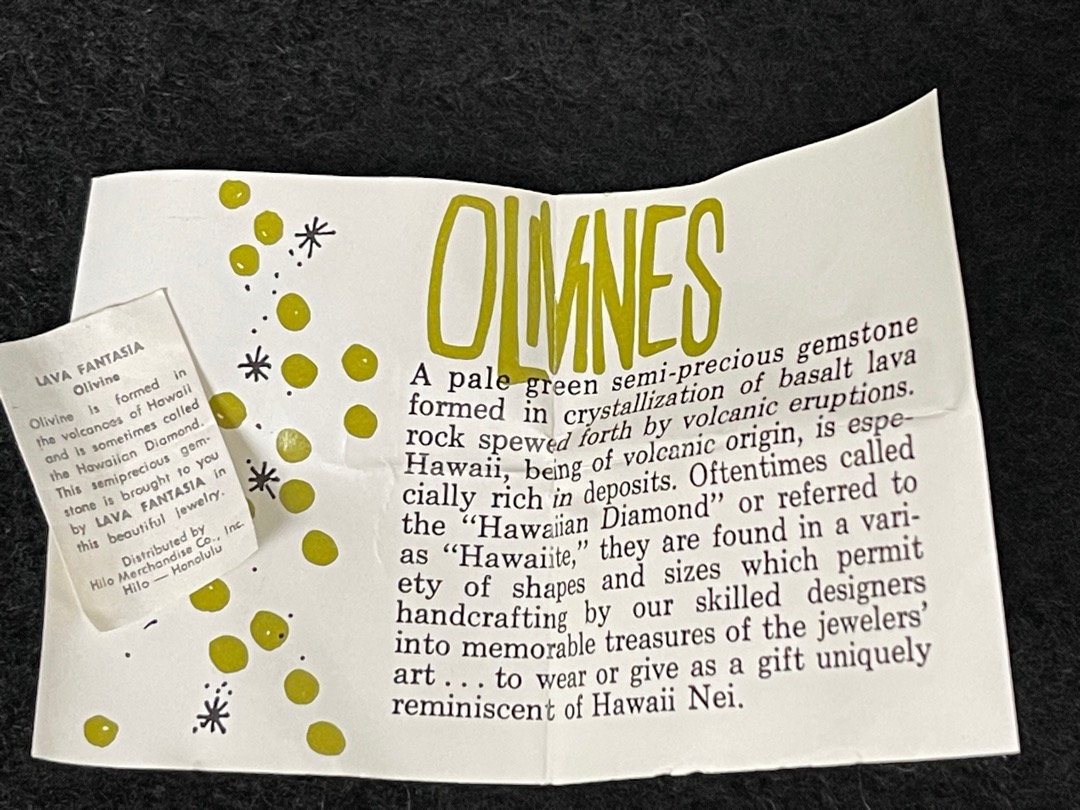 LAVA FANTASIA
Olivine
Olivine is formed in
the volcanoes of Hawaii
and is sometimes called
the Hawaiian Diamond.
This semiprecious gem-
stone is brought to you
by LAVA FANTASIA in
this beautiful jewelry.
Distributed by
Hilo Merchandise Co., Inc.
Hilo — Honolulu
OLIVINES
A pale green semi-precious gemstone
formed in crystallization of basalt lava
rock spewed forth by volcanic eruptions.
Hawaii, being of volcanic origin, is espe-
cially rich in deposits. Oftentimes called
the “Hawaiian Diamond” or referred to
as “Hawaiite,” they are found in a vari-
ety of shapes and sizes which permit
handcrafting by our skilled designers
into memorable treasures of the jewelers’
art . . . to wear or give as a gift uniquely
reminiscent of Hawaii Nei.